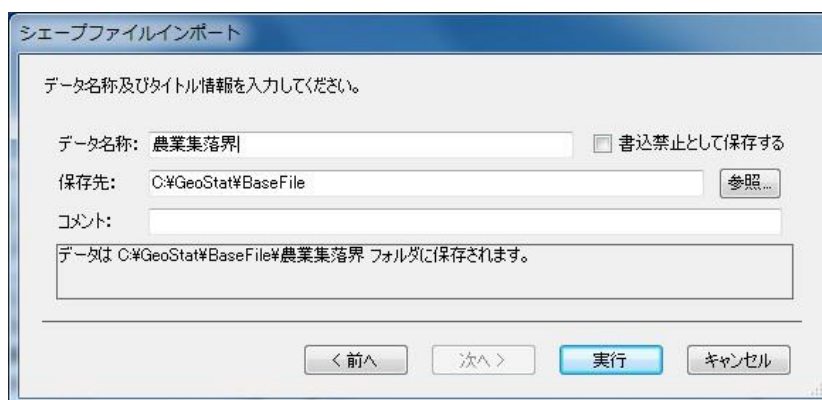 シェープファイルインポート
データ名称及びタイトル情報を入力してください。
データ名称: 農業集落界 書込禁止として保存する
保存先: C:¥GeoStat¥BaseFile 参照...
コメント:
データは C:¥GeoStat¥BaseFile¥農業集落界 フォルダに保存されます。
< 前へ 次へ > 実行 キャンセル